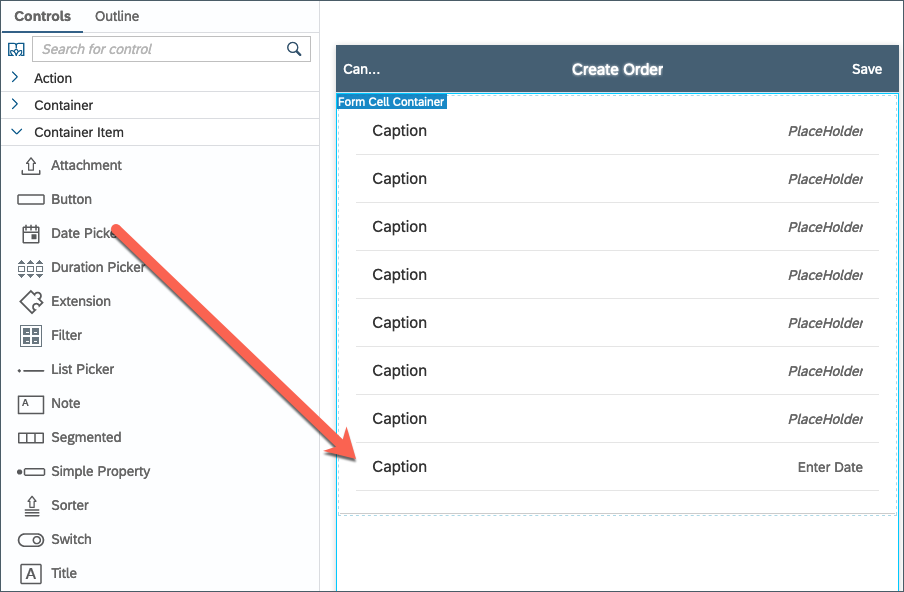 Controls Outline
Search for control
Action
Container
Container Item
Attachment
Button
Date Picke
Duration Picker
Extension
Filter
List Picker
A Note
Segmented
Simple Property
Sorter
Switch
A Title
Can... Create Order Save
Form Cell Container
Caption PlaceHolder
Caption PlaceHolder
Caption PlaceHolder
Caption PlaceHolder
Caption PlaceHolder
Caption PlaceHolder
Caption PlaceHolder
Caption Enter Date